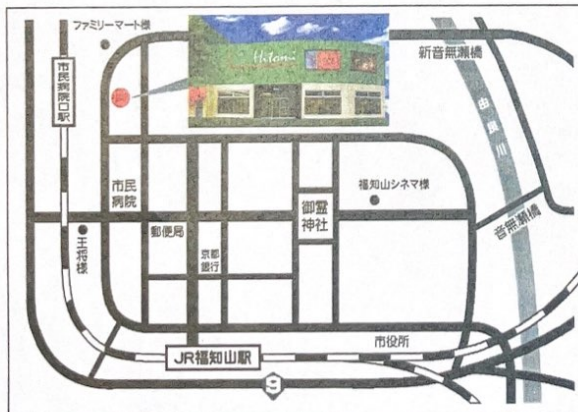 ファミリーマート様
市民病院口駅
Hitomi
新音無瀬橋
由良川
市民
病院
王将様
郵便局
京都
銀行
御霊
神社
福知山シネマ様
音無瀬橋
市役所
JR福知山駅
9